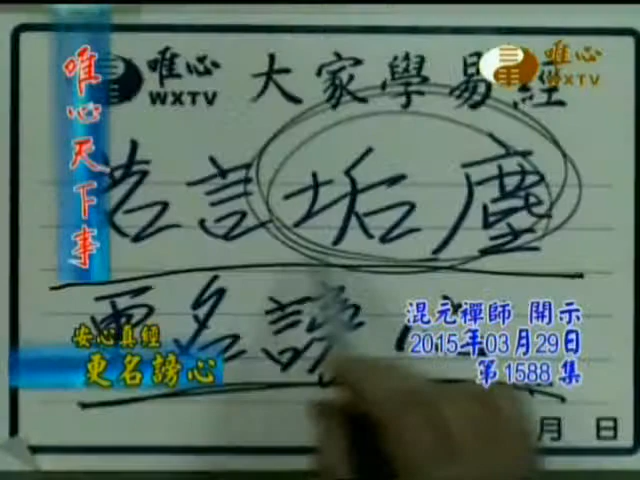 唯心天下事
唯心
WXTV
大家學易經
唯心
WXTV
若言垢塵
更名謗心
安心真經
更名謗心
混元禪師 開示
2015年03月29日
第1588集
月 日